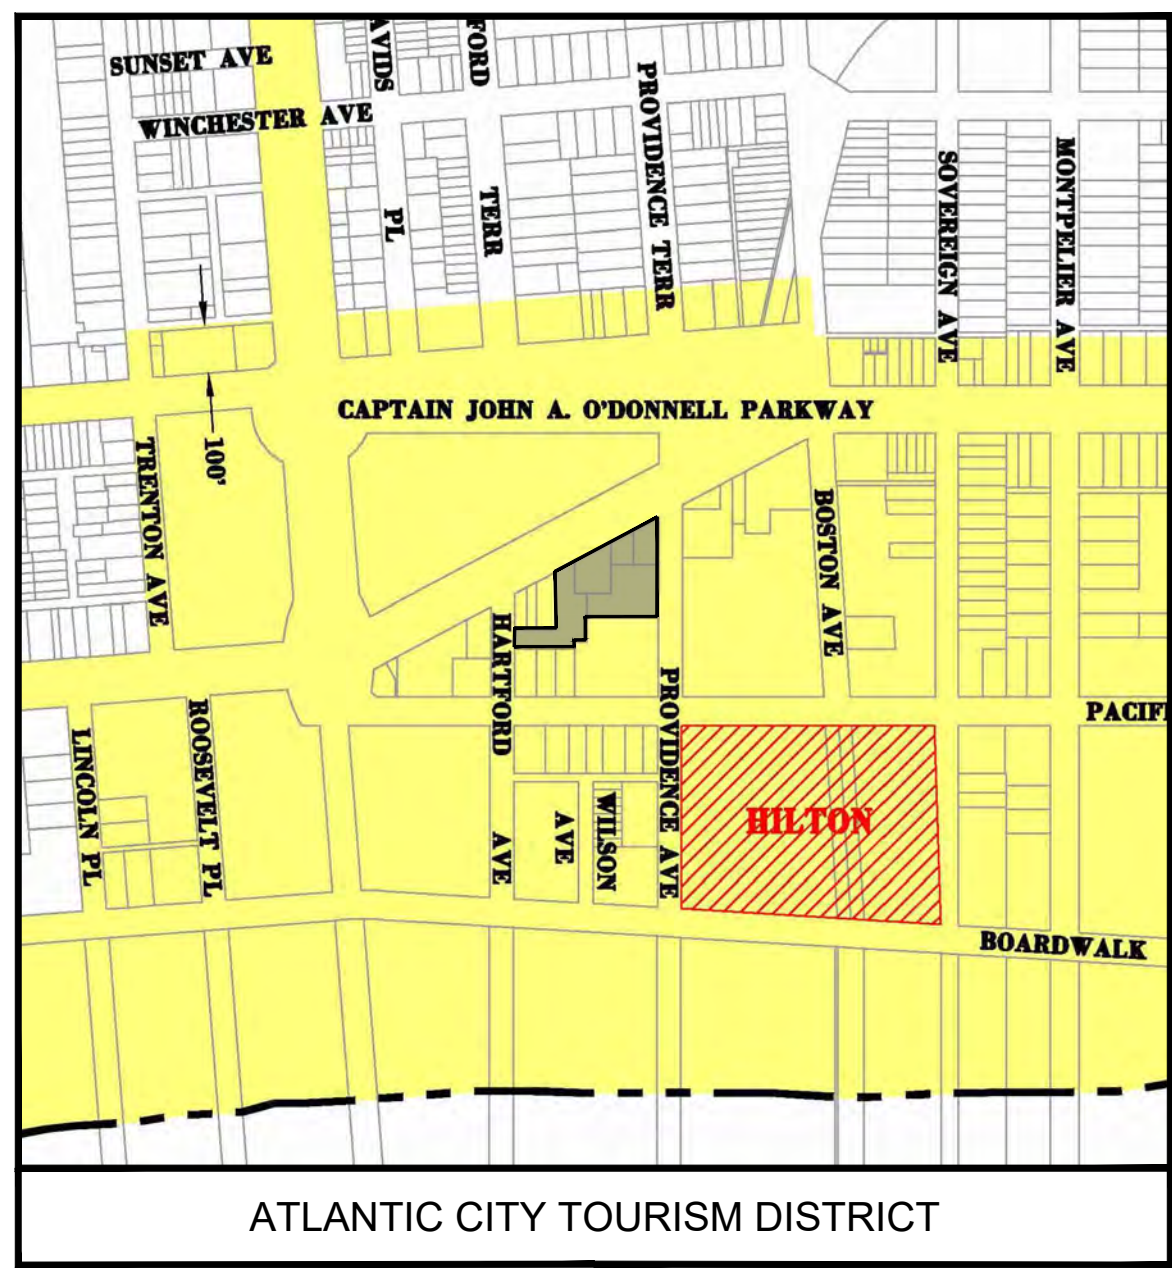 SUNSET AVE
WINCHESTER AVE
AVIDS
PL
FORD
TERR
PROVIDENCE TERR
SOVEREIGN AVE
MONTPELIER AVE
CAPTAIN JOHN A. O'DONNELL PARKWAY
100'
TRENTON AVE
BOSTON AVE
HARTFORD
AVE
PROVIDENCE AVE
PACIFI
LINCOLN PL
ROOSEVELT PL
AVE
WILSON
HILTON
BOARDWALK
ATLANTIC CITY TOURISM DISTRICT